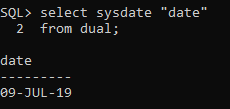 SQL> select sysdate "date"
  2  from dual;
date
---------
09-JUL-19